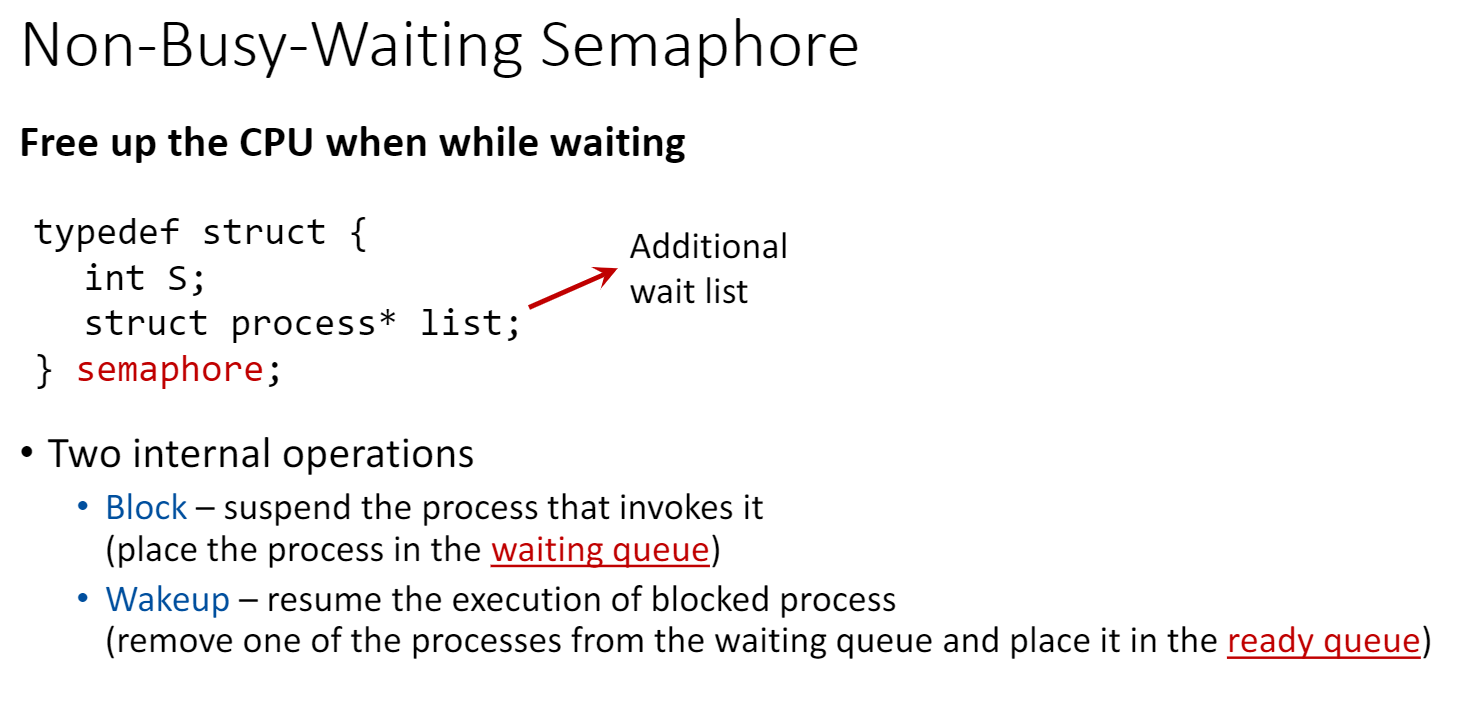 Non-Busy-Waiting Semaphore
Free up the CPU when while waiting
typedef struct {
int S;
struct process* list;
} semaphore;
Additional
wait list
• Two internal operations
• Block – suspend the process that invokes it
(place the process in the waiting queue)
• Wakeup – resume the execution of blocked process
(remove one of the processes from the waiting queue and place it in the ready queue)